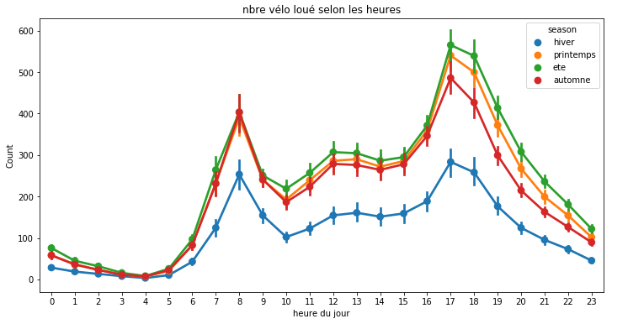 nbre vélo loué selon les heures
season
hiver
printemps
ete
automne
600
500
400
300
200
100
0
Count
0 1 2 3 4 5 6 7 8 9 10 11 12 13 14 15 16 17 18 19 20 21 22 23
heure du jour